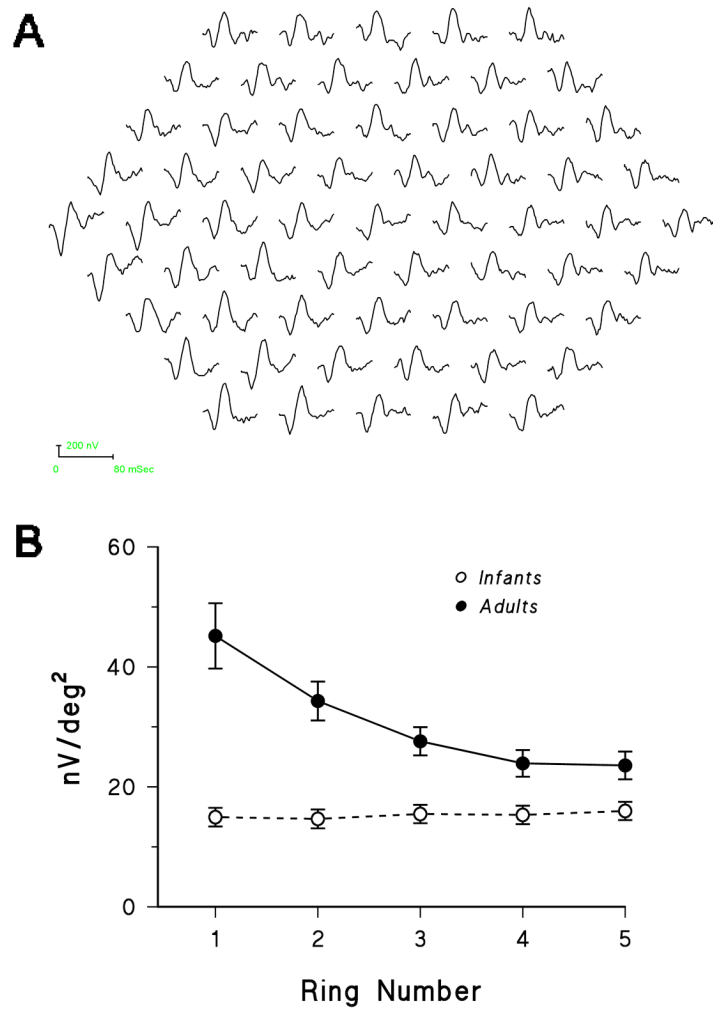 A
200 nV
0 80 mSec
B
60
40
20
0
nV/deg²
Infants
Adults
1 2 3 4 5
Ring Number